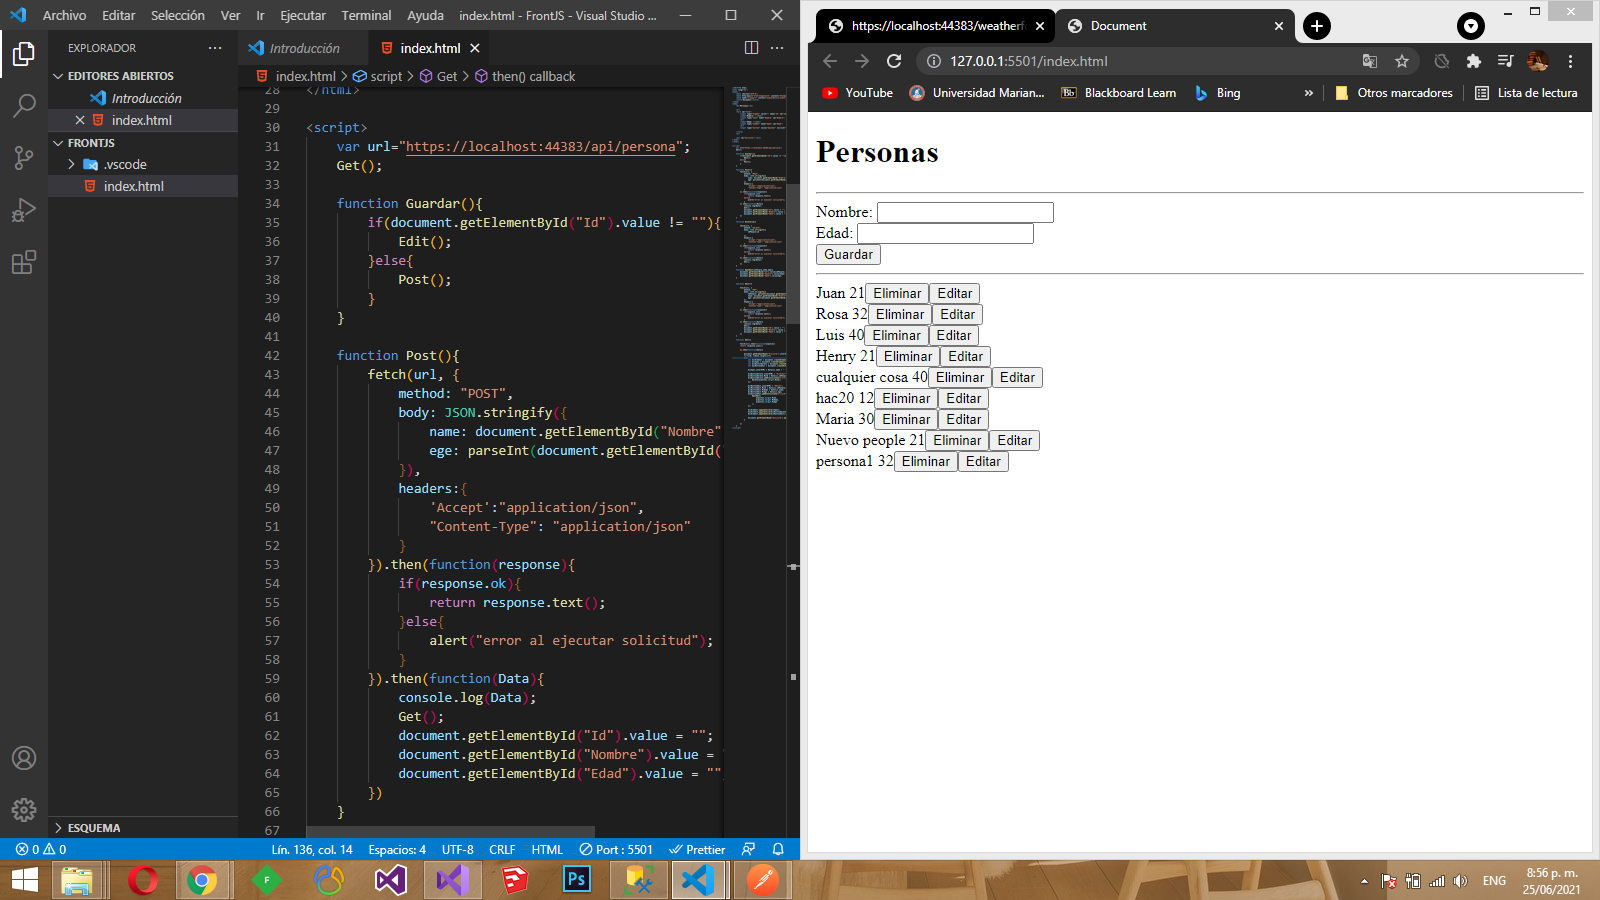 Archivo Editar Selección Ver Ir Ejecutar Terminal Ayuda index.html - FrontJS - Visual Studio ...
EXPLORADOR
EDITORES ABIERTOS
Introducción
index.html
FRONTJS
.vscode
index.html
ESQUEMA
Introducción index.html
index.html > script > Get > then() callback
28 </html>
29
30 <script>
31 var url="https://localhost:44383/api/persona";
32 Get();
33
34 function Guardar(){
35 if(document.getElementById("Id").value != ""){
36 Edit();
37 }else{
38 Post();
39 }
40 }
41
42 function Post(){
43 fetch(url, {
44 method: "POST",
45 body: JSON.stringify({
46 name: document.getElementById("Nombre"
47 ege: parseInt(document.getElementById("
48 }),
49 headers:{
50 'Accept':"application/json",
51 "Content-Type": "application/json"
52 }
53 }).then(function(response){
54 if(response.ok){
55 return response.text();
56 }else{
57 alert("error al ejecutar solicitud");
58 }
59 }).then(function(Data){
60 console.log(Data);
61 Get();
62 document.getElementById("Id").value = "";
63 document.getElementById("Nombre").value = "
64 document.getElementById("Edad").value = ""
65 })
66 }
67
0 0 Lín. 136, col. 14 Espacios: 4 UTF-8 CRLF HTML Port : 5501 Prettier
https://localhost:44383/weatherf Document
127.0.0.1:5501/index.html
YouTube Universidad Marian... Bb Blackboard Learn Bing » Otros marcadores Lista de lectura
Personas
Nombre:
Edad:
Guardar
Juan 21 Eliminar Editar
Rosa 32 Eliminar Editar
Luis 40 Eliminar Editar
Henry 21 Eliminar Editar
cualquier cosa 40 Eliminar Editar
hac20 12 Eliminar Editar
Maria 30 Eliminar Editar
Nuevo people 21 Eliminar Editar
persona1 32 Eliminar Editar
F Ps ENG 8:56 p. m.
25/06/2021